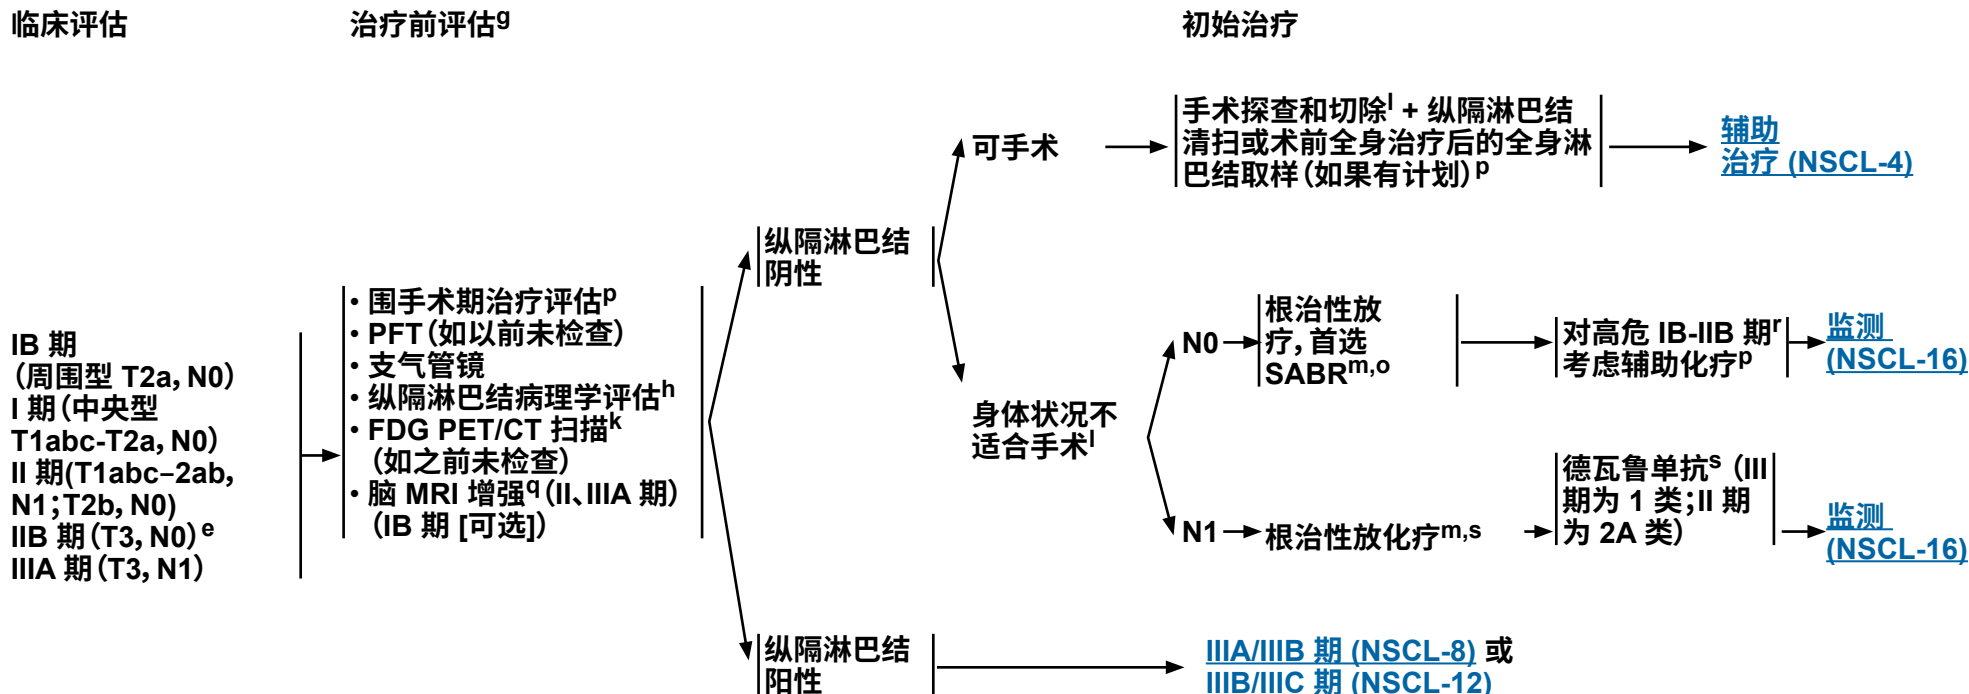 临床评估
治疗前评估g
初始治疗
IB 期
（周围型 T2a, N0）
I 期（中央型
T1abc-T2a, N0）
II 期(T1abc–2ab,
N1；T2b, N0)
IIB 期（T3, N0）e
IIIA 期（T3, N1）
• 围手术期治疗评估p
• PFT（如以前未检查）
• 支气管镜
• 纵隔淋巴结病理学评估h
• FDG PET/CT 扫描k
（如之前未检查）
• 脑 MRI 增强q（II、IIIA 期）
（IB 期 [可选]）
纵隔淋巴结
阴性
可手术
手术探查和切除l + 纵隔淋巴结
清扫或术前全身治疗后的全身淋
巴结取样（如果有计划）p
辅助
治疗 (NSCL-4)
身体状况不
适合手术l
N0
根治性放
疗, 首选
SABRm,o
对高危 IB-IIB 期r
考虑辅助化疗p
监测
(NSCL-16)
N1
根治性放化疗m,s
德瓦鲁单抗s（III
期为 1 类；II 期
为 2A 类）
监测
(NSCL-16)
纵隔淋巴结
阳性
IIIA/IIIB 期 (NSCL-8) 或
IIIB/IIIC 期 (NSCL-12)